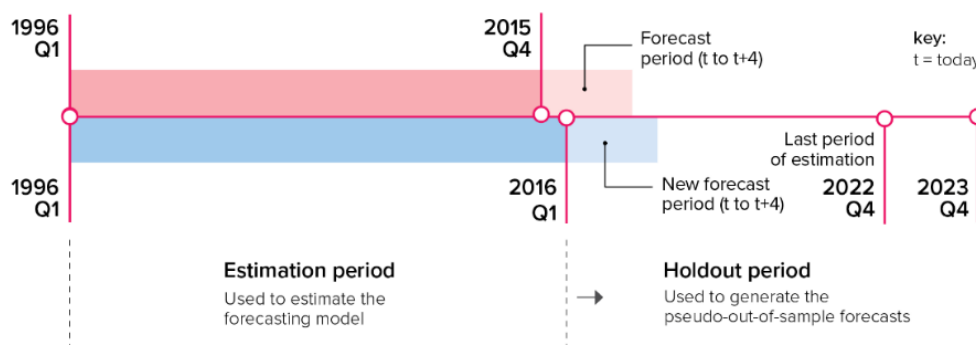 1996
Q1
2015
Q4
Forecast
period (t to t+4)
key:
t = today
Last period
of estimation
1996
Q1
2016
Q1
New forecast
period (t to t+4)
2022
Q4
2023
Q4
Estimation period
Used to estimate the
forecasting model
Holdout period
Used to generate the
pseudo-out-of-sample forecasts